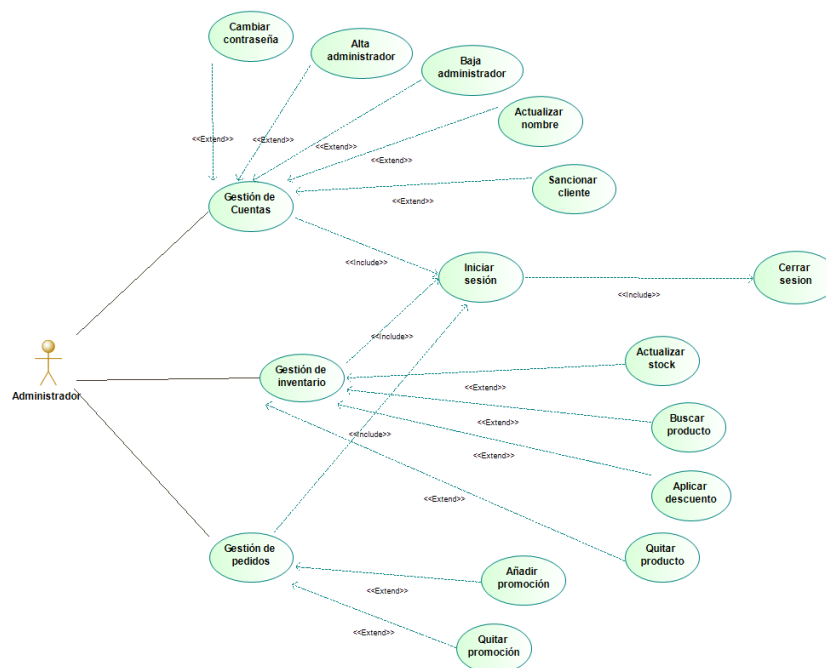 Cambiar
contraseña
Alta
administrador
Baja
administrador
Actualizar
nombre
<<Extend>>
<<Extend>>
<<Extend>>
<<Extend>>
Sancionar
cliente
<<Extend>>
Gestión de
Cuentas
<<Include>>
Iniciar
sesión
Cerrar
sesion
<<Include>>
<<Include>>
Actualizar
stock
Administrador
Gestión de
inventario
<<Extend>>
Buscar
producto
<<Include>>
<<Extend>>
Aplicar
descuento
<<Extend>>
Gestión de
pedidos
Quitar
producto
Añadir
promoción
<<Extend>>
<<Extend>>
Quitar
promoción